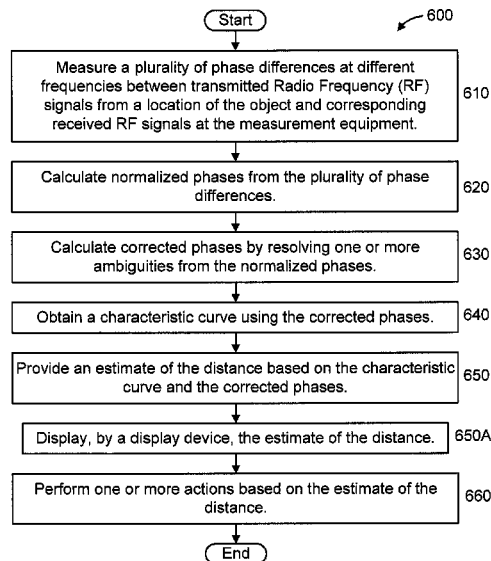 Start
600
Measure a plurality of phase differences at different
frequencies between transmitted Radio Frequency (RF)
signals from a location of the object and corresponding
received RF signals at the measurement equipment.
610
Calculate normalized phases from the plurality of phase
differences.
620
Calculate corrected phases by resolving one or more
ambiguities from the normalized phases.
630
Obtain a characteristic curve using the corrected phases.
640
Provide an estimate of the distance based on the characteristic
curve and the corrected phases.
650
Display, by a display device, the estimate of the distance.
650A
Perform one or more actions based on the estimate of the
distance.
660
End